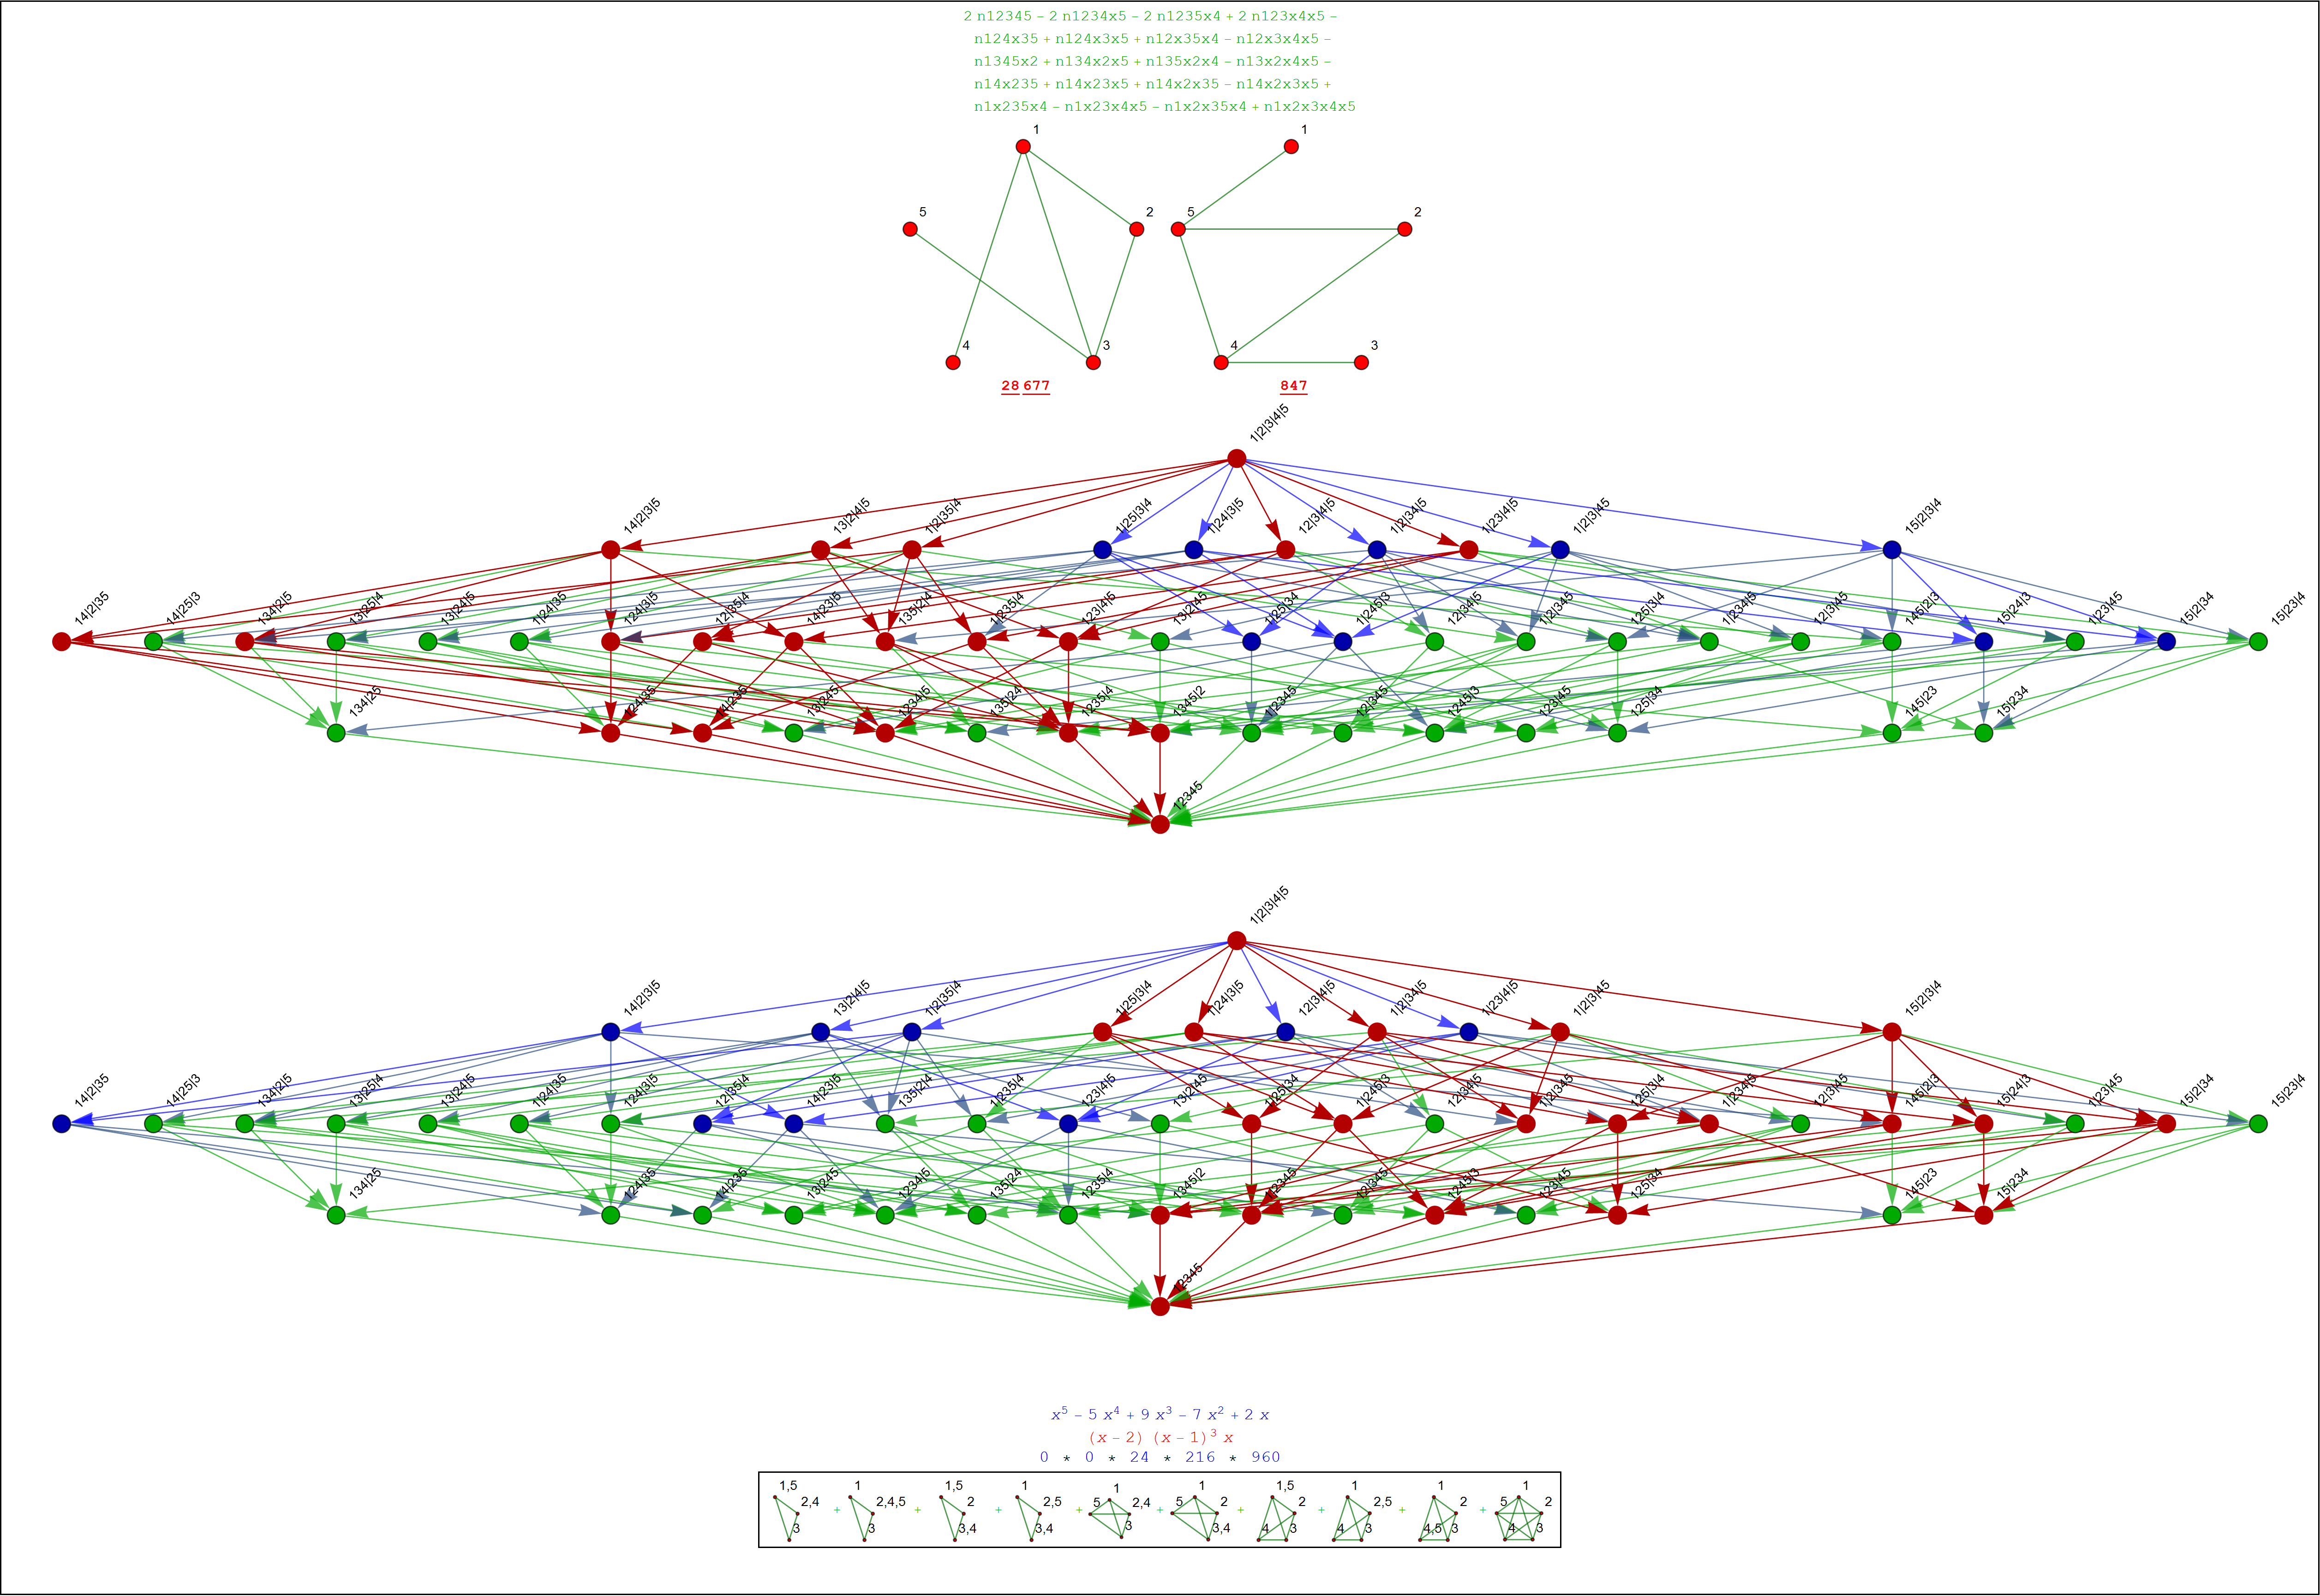 2 n12345 – 2 n1234x5 – 2 n1235x4 + 2 n123x4x5 –
n124x35 + n124x3x5 + n12x35x4 – n12x3x4x5 –
n1345x2 + n134x2x5 + n135x2x4 – n13x2x4x5 –
n14x235 + n14x23x5 + n14x2x35 – n14x2x3x5 +
n1x235x4 – n1x23x4x5 – n1x2x35x4 + n1x2x3x4x5
1 1
5 2 5 2
4 3 4 3
28 677 847
1|2|3|4|5
14|2|3|5 13|2|4|5 1|2|35|4 1|25|3|4 1|24|3|5 12|3|4|5 1|2|34|5 1|23|4|5 1|2|3|45 15|2|3|4
14|2|35 14|25|3 134|2|5 13|25|4 13|24|5 1|24|35 124|3|5 12|35|4 14|23|5 135|2|4 1|235|4 123|4|5 13|2|45 1|25|34 1|245|3 12|34|5 1|2|345 125|3|4 1|234|5 12|3|45 145|2|3 15|24|3 1|23|45 15|2|34 15|23|4
134|25 124|35 14|235 13|245 1234|5 135|24 1235|4 1345|2 1|2345 12|345 1245|3 123|45 125|34 145|23 15|234
12345
1|2|3|4|5
14|2|3|5 13|2|4|5 1|2|35|4 1|25|3|4 1|24|3|5 12|3|4|5 1|2|34|5 1|23|4|5 1|2|3|45 15|2|3|4
14|2|35 14|25|3 134|2|5 13|25|4 13|24|5 1|24|35 124|3|5 12|35|4 14|23|5 135|2|4 1|235|4 123|4|5 13|2|45 1|25|34 1|245|3 12|34|5 1|2|345 125|3|4 1|234|5 12|3|45 145|2|3 15|24|3 1|23|45 15|2|34 15|23|4
134|25 124|35 14|235 13|245 1234|5 135|24 1235|4 1345|2 1|2345 12|345 1245|3 123|45 125|34 145|23 15|234
12345
x⁵ – 5 x⁴ + 9 x³ – 7 x² + 2 x
(x – 2) (x – 1)³ x
0 * 0 * 24 * 216 * 960
1,5 2,4 3 + 1 2,4,5 3 + 1,5 2 3,4 + 1 2,5 3,4 + 1 5 2,4 3 + 1 5 2 3,4 + 1,5 2 4 3 + 1 2,5 4 3 + 1 2 4,5 3 + 1 5 2 4 3